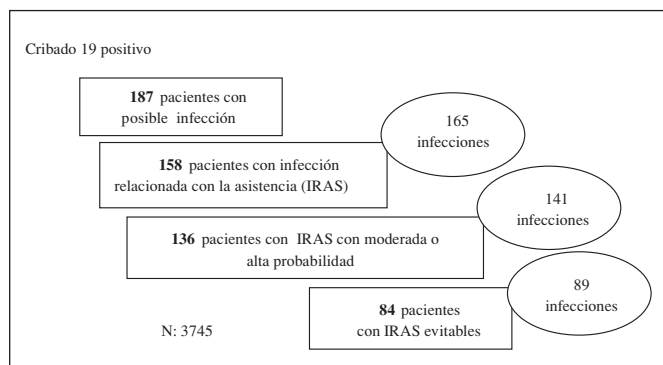 Cribado 19 positivo
187 pacientes con
posible infección
165
infecciones
158 pacientes con infección
relacionada con la asistencia (IRAS)
141
infecciones
136 pacientes con IRAS con moderada o
alta probabilidad
89
infecciones
84 pacientes
con IRAS evitables
N: 3745